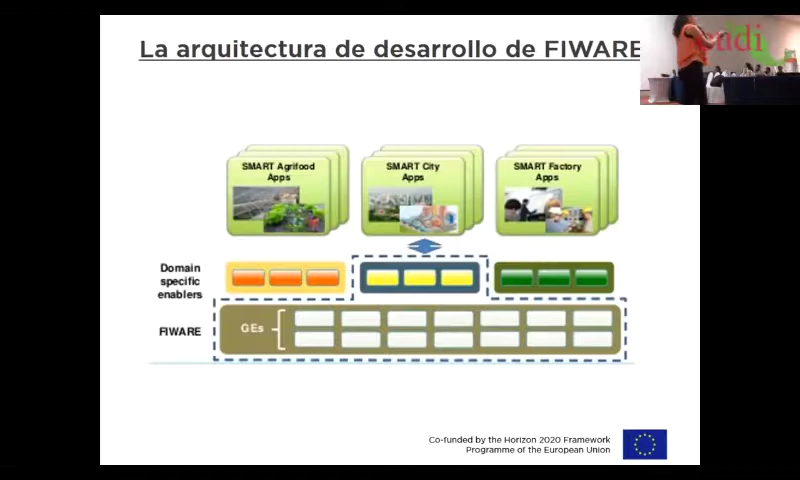 La arquitectura de desarrollo de FIWARE
cudi
SMART Agrifood
Apps
SMART City
Apps
SMART Factory
Apps
Domain
specific
enablers
FIWARE
GEs
Co-funded by the Horizon 2020 Framework
Programme of the European Union